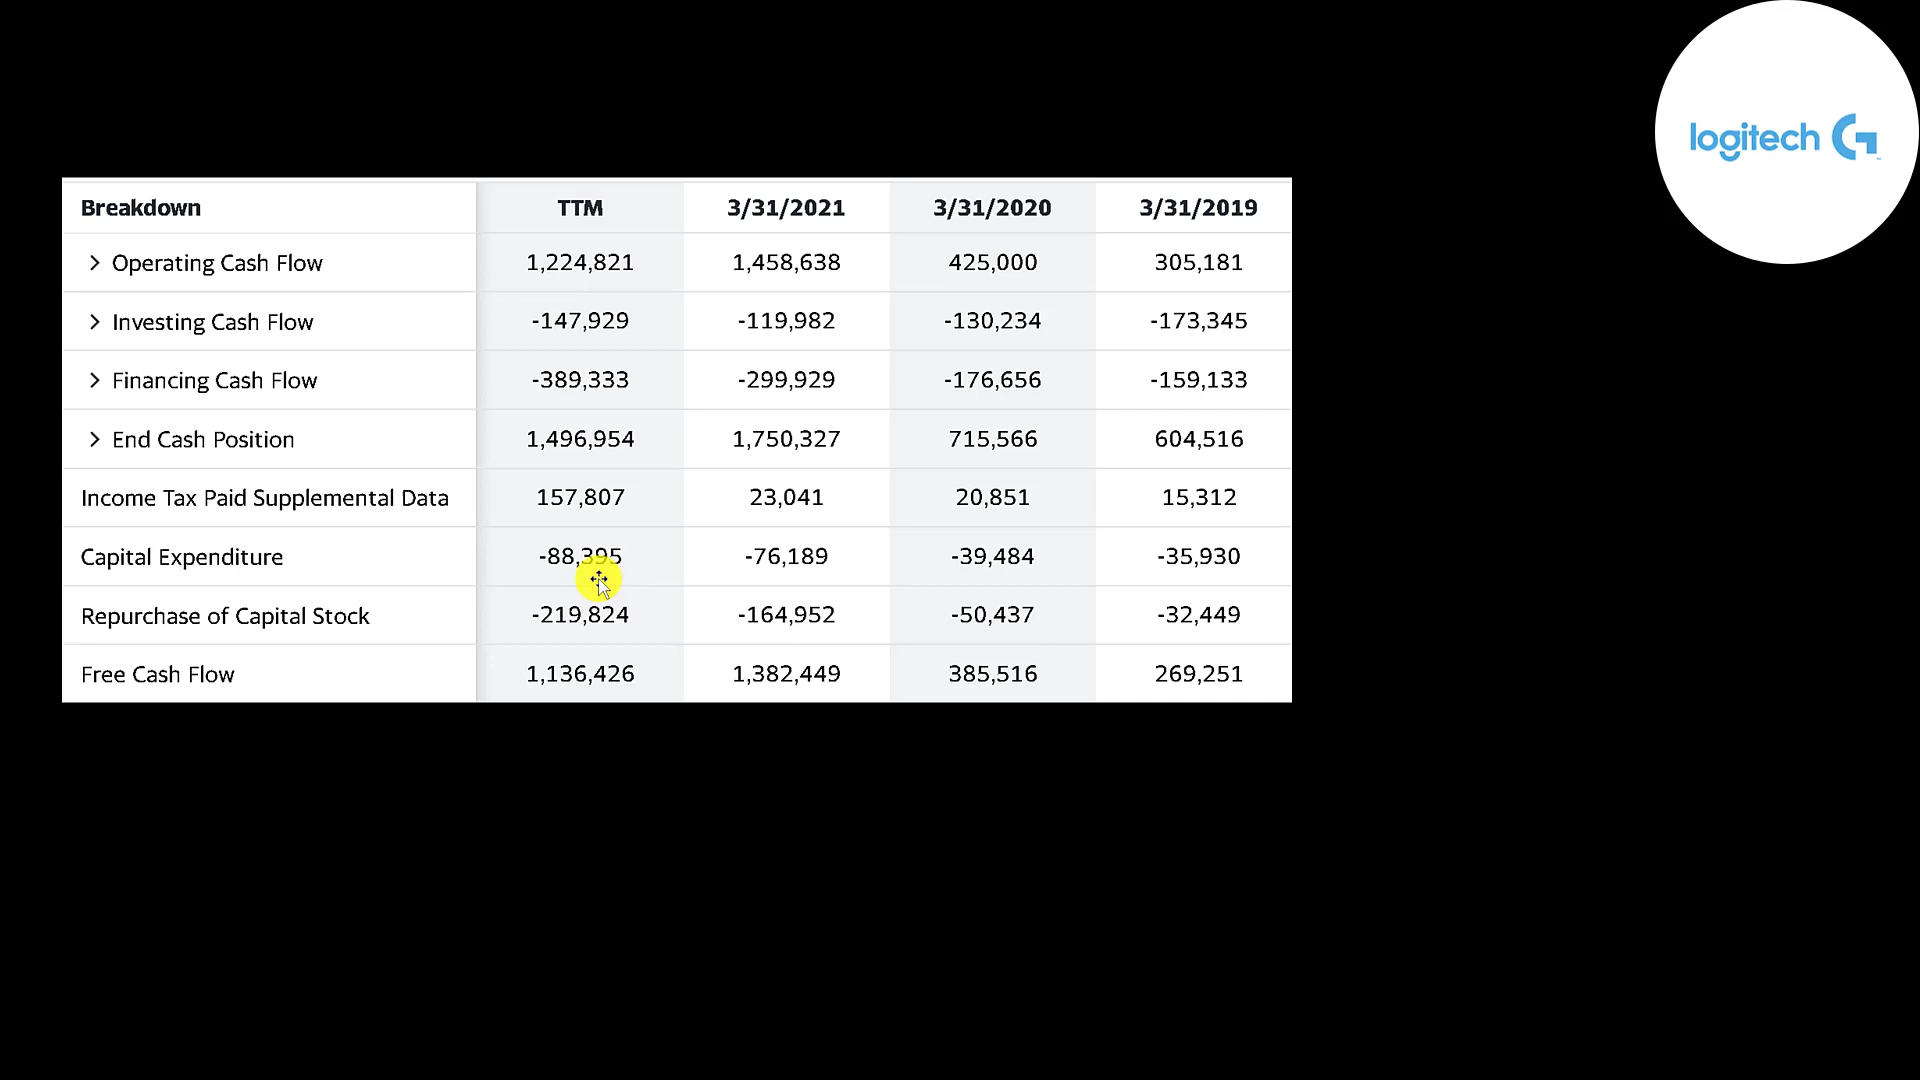 logitech G
Breakdown TTM 3/31/2021 3/31/2020 3/31/2019
Operating Cash Flow 1,224,821 1,458,638 425,000 305,181
Investing Cash Flow -147,929 -119,982 -130,234 -173,345
Financing Cash Flow -389,333 -299,929 -176,656 -159,133
End Cash Position 1,496,954 1,750,327 715,566 604,516
Income Tax Paid Supplemental Data 157,807 23,041 20,851 15,312
Capital Expenditure -88,395 -76,189 -39,484 -35,930
Repurchase of Capital Stock -219,824 -164,952 -50,437 -32,449
Free Cash Flow 1,136,426 1,382,449 385,516 269,251